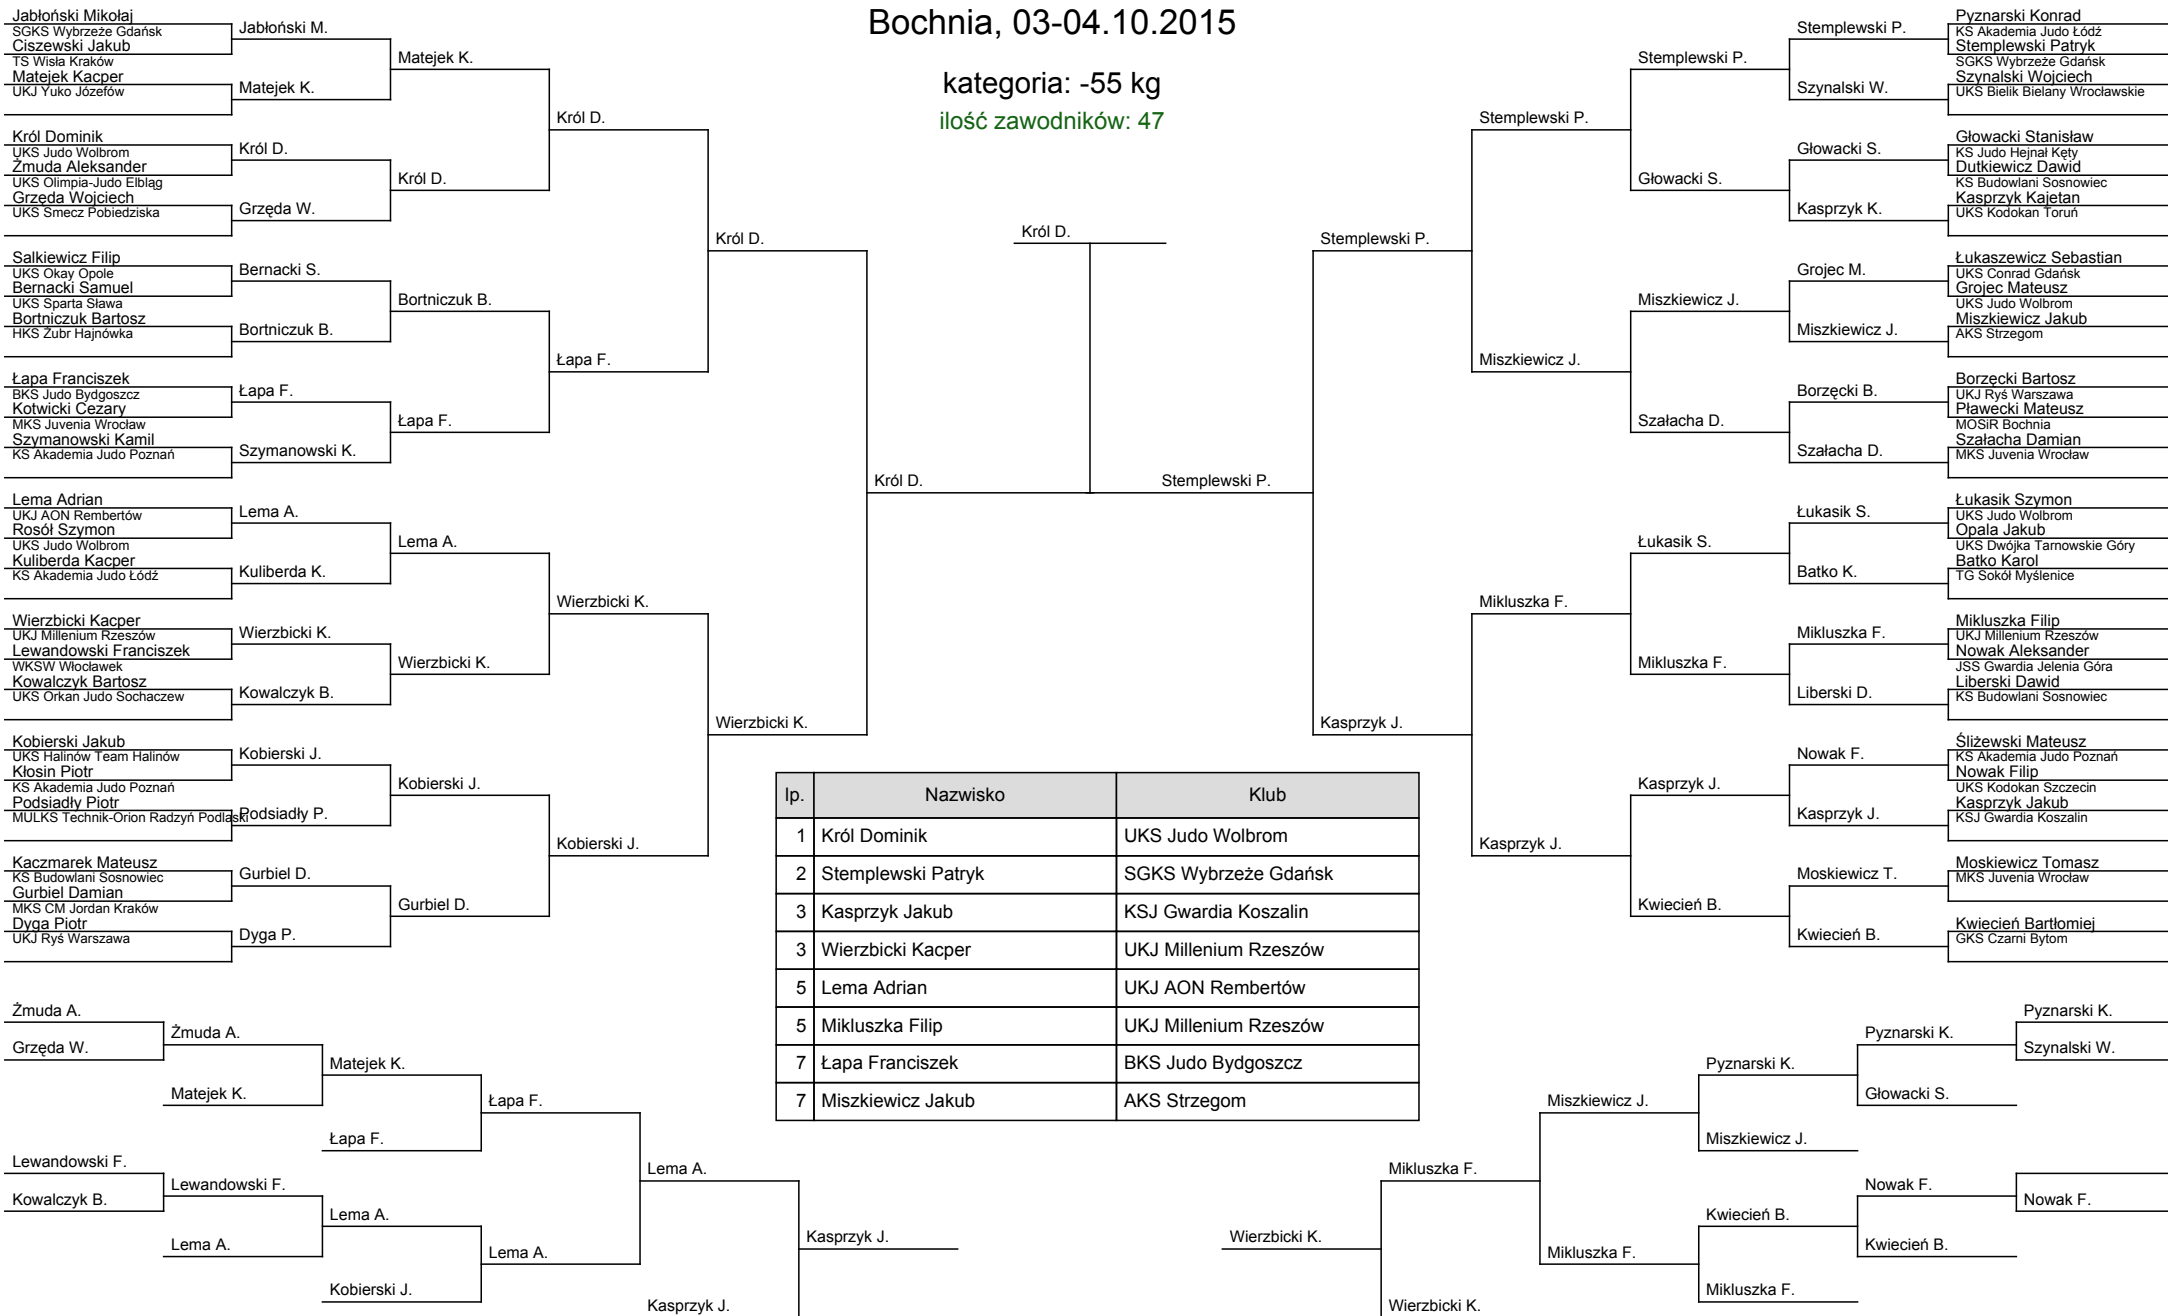 Bochnia, 03-04.10.2015
kategoria: -55 kg
ilość zawodników: 47
Jabłoński Mikołaj
SGKS Wybrzeże Gdańsk
Ciszewski Jakub
TS Wisła Kraków
Matejek Kacper
UKJ Yuko Józefów
Król Dominik
UKS Judo Wolbrom
Żmuda Aleksander
UKS Olimpia-Judo Elbląg
Grzęda Wojciech
UKS Smecz Pobiedziska
Salkiewicz Filip
UKS Okay Opole
Bernacki Samuel
UKS Sparta Sława
Bortniczuk Bartosz
HKS Żubr Hajnówka
Łapa Franciszek
BKS Judo Bydgoszcz
Kotwicki Cezary
MKS Juvenia Wrocław
Szymanowski Kamil
KS Akademia Judo Poznań
Lema Adrian
UKJ AON Rembertów
Rosół Szymon
UKS Judo Wolbrom
Kuliberda Kacper
KS Akademia Judo Łódź
Wierzbicki Kacper
UKJ Millenium Rzeszów
Lewandowski Franciszek
WKSW Włocławek
Kowalczyk Bartosz
UKS Orkan Judo Sochaczew
Kobierski Jakub
UKS Halinów Team Halinów
Kłosin Piotr
KS Akademia Judo Poznań
Podsiadły Piotr
MULKS Technik-Orion Radzyń Podlaski
Kaczmarek Mateusz
KS Budowlani Sosnowiec
Gurbiel Damian
MKS CM Jordan Kraków
Dyga Piotr
UKJ Ryś Warszawa
Jabłoński M.
Matejek K.
Król D.
Grzęda W.
Bernacki S.
Bortniczuk B.
Łapa F.
Szymanowski K.
Lema A.
Kuliberda K.
Wierzbicki K.
Kowalczyk B.
Kobierski J.
Podsiadły P.
Gurbiel D.
Dyga P.
Matejek K.
Król D.
Bortniczuk B.
Łapa F.
Lema A.
Wierzbicki K.
Kobierski J.
Gurbiel D.
Król D.
Łapa F.
Wierzbicki K.
Kobierski J.
Król D.
Wierzbicki K.
Król D.
Król D.
Stemplewski P.
Stemplewski P.
Kasprzyk J.
Stemplewski P.
Miszkiewicz J.
Mikluszka F.
Kasprzyk J.
Stemplewski P.
Głowacki S.
Miszkiewicz J.
Szałacha D.
Łukasik S.
Mikluszka F.
Kasprzyk J.
Kwiecień B.
Stemplewski P.
Szynalski W.
Głowacki S.
Kasprzyk K.
Grojec M.
Miszkiewicz J.
Borzęcki B.
Szałacha D.
Łukasik S.
Batko K.
Mikluszka F.
Liberski D.
Nowak F.
Kasprzyk J.
Moskiewicz T.
Kwiecień B.
Pyznarski Konrad
KS Akademia Judo Łódź
Stemplewski Patryk
SGKS Wybrzeże Gdańsk
Szynalski Wojciech
UKS Bielik Bielany Wrocławskie
Głowacki Stanisław
KS Judo Hejnał Kęty
Dutkiewicz Dawid
KS Budowlani Sosnowiec
Kasprzyk Kajetan
UKS Kodokan Toruń
Łukaszewicz Sebastian
UKS Conrad Gdańsk
Grojec Mateusz
UKS Judo Wolbrom
Miszkiewicz Jakub
AKS Strzegom
Borzęcki Bartosz
UKJ Ryś Warszawa
Pławecki Mateusz
MOSiR Bochnia
Szałacha Damian
MKS Juvenia Wrocław
Łukasik Szymon
UKS Judo Wolbrom
Opala Jakub
UKS Dwójka Tarnowskie Góry
Batko Karol
TG Sokół Myślenice
Mikluszka Filip
UKJ Millenium Rzeszów
Nowak Aleksander
JSS Gwardia Jelenia Góra
Liberski Dawid
KS Budowlani Sosnowiec
Śliżewski Mateusz
KS Akademia Judo Poznań
Nowak Filip
UKS Kodokan Szczecin
Kasprzyk Jakub
KSJ Gwardia Koszalin
Moskiewicz Tomasz
MKS Juvenia Wrocław
Kwiecień Bartłomiej
GKS Czarni Bytom
lp. Nazwisko Klub
1 Król Dominik UKS Judo Wolbrom
2 Stemplewski Patryk SGKS Wybrzeże Gdańsk
3 Kasprzyk Jakub KSJ Gwardia Koszalin
3 Wierzbicki Kacper UKJ Millenium Rzeszów
5 Lema Adrian UKJ AON Rembertów
5 Mikluszka Filip UKJ Millenium Rzeszów
7 Łapa Franciszek BKS Judo Bydgoszcz
7 Miszkiewicz Jakub AKS Strzegom
Żmuda A.
Grzęda W.
Lewandowski F.
Kowalczyk B.
Żmuda A.
Matejek K.
Lewandowski F.
Lema A.
Matejek K.
Łapa F.
Lema A.
Kobierski J.
Łapa F.
Lema A.
Lema A.
Kasprzyk J.
Kasprzyk J.
Wierzbicki K.
Mikluszka F.
Wierzbicki K.
Miszkiewicz J.
Mikluszka F.
Pyznarski K.
Miszkiewicz J.
Kwiecień B.
Mikluszka F.
Pyznarski K.
Głowacki S.
Nowak F.
Kwiecień B.
Pyznarski K.
Szynalski W.
Nowak F.